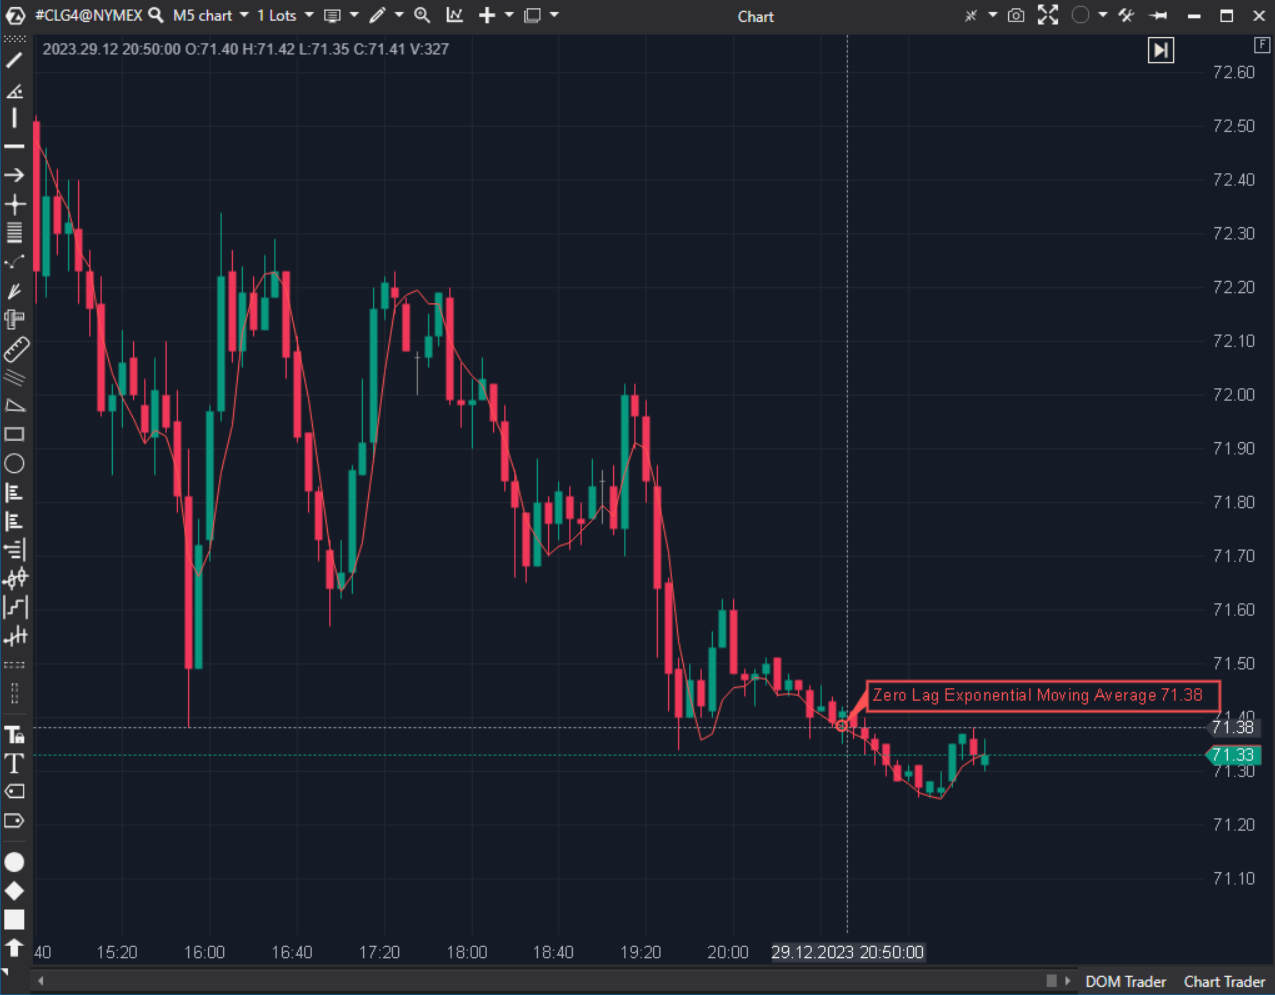 #CLG4@NYMEX M5 chart 1 Lots Chart
2023.29.12 20:50:00 O:71.40 H:71.42 L:71.35 C:71.41 V:327
F
72.60
72.50
72.40
72.30
72.20
72.10
72.00
71.90
71.80
71.70
71.60
71.50
Zero Lag Exponential Moving Average 71.38
71.40
71.38
71.33
71.30
71.20
71.10
T
T
40 15:20 16:00 16:40 17:20 18:00 18:40 19:20 20:00 29.12.2023 20:50:00
DOM Trader Chart Trader